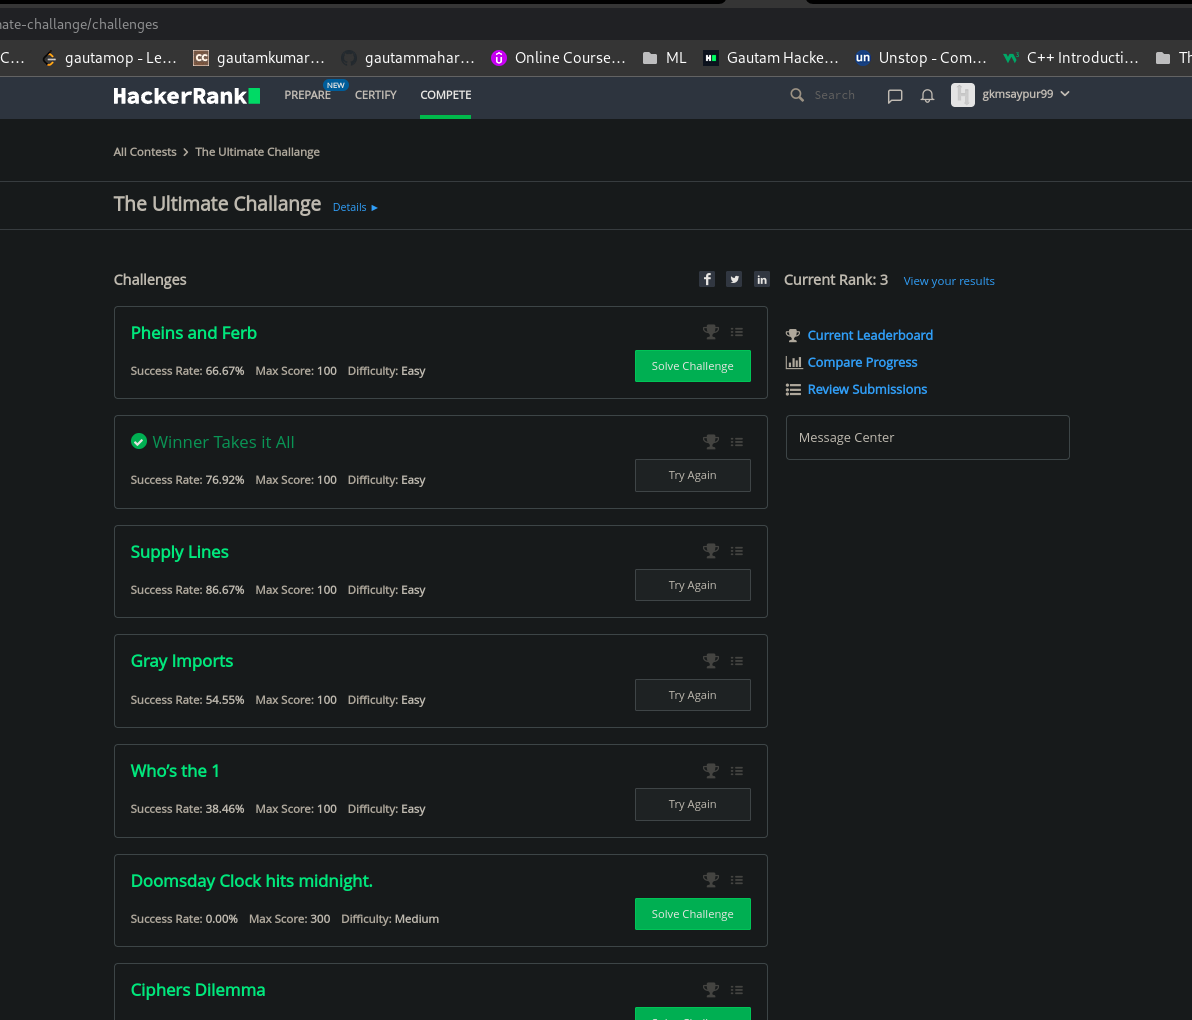 nate-challange/challenges
C... gautamop - Le... gautamkumar... gautammahar... Online Course... ML Gautam Hacke... Unstop - Com... C++ Introducti... Th
HackerRank PREPARE NEW CERTIFY COMPETE Search gkmsaypur99
All Contests > The Ultimate Challange
The Ultimate Challange Details ►
Challenges Current Rank: 3 View your results
Pheins and Ferb
Success Rate: 66.67% Max Score: 100 Difficulty: Easy Solve Challenge
Current Leaderboard
Compare Progress
Review Submissions
Message Center
Winner Takes it All
Success Rate: 76.92% Max Score: 100 Difficulty: Easy Try Again
Supply Lines
Success Rate: 86.67% Max Score: 100 Difficulty: Easy Try Again
Gray Imports
Success Rate: 54.55% Max Score: 100 Difficulty: Easy Try Again
Who's the 1
Success Rate: 38.46% Max Score: 100 Difficulty: Easy Try Again
Doomsday Clock hits midnight.
Success Rate: 0.00% Max Score: 300 Difficulty: Medium Solve Challenge
Ciphers Dilemma